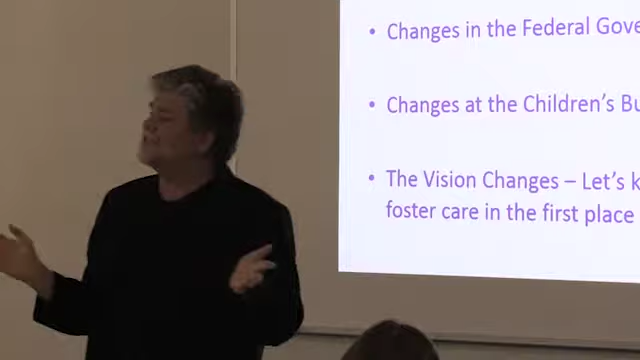 • Changes in the Federal Gove
• Changes at the Children's Bu
• The Vision Changes – Let's k
foster care in the first place